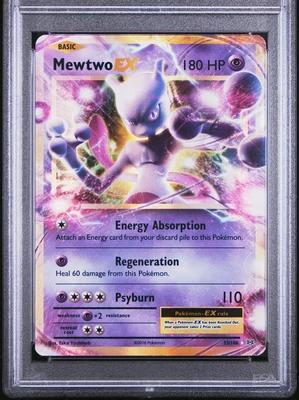 BASIC
Mewtwo EX 180 HP
Energy Absorption
Attach an Energy card from your discard pile to this Pokémon.
Regeneration
Heal 60 damage from this Pokémon.
Psyburn 110
weakness ×2 resistance
Pokémon-EX rule
When a Pokémon-EX has been Knocked Out,
your opponent takes 2 Prize cards.
retreat
cost
©2016 Pokémon